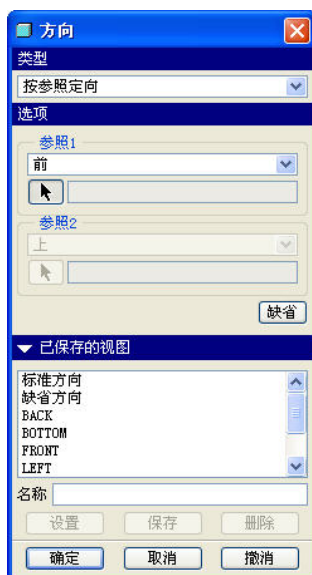 方向
类型
按参照定向
选项
参照1
前
参照2
上
缺省
已保存的视图
标准方向
缺省方向
BACK
BOTTOM
FRONT
LEFT
名称
设置 保存 删除
确定 取消 撤消